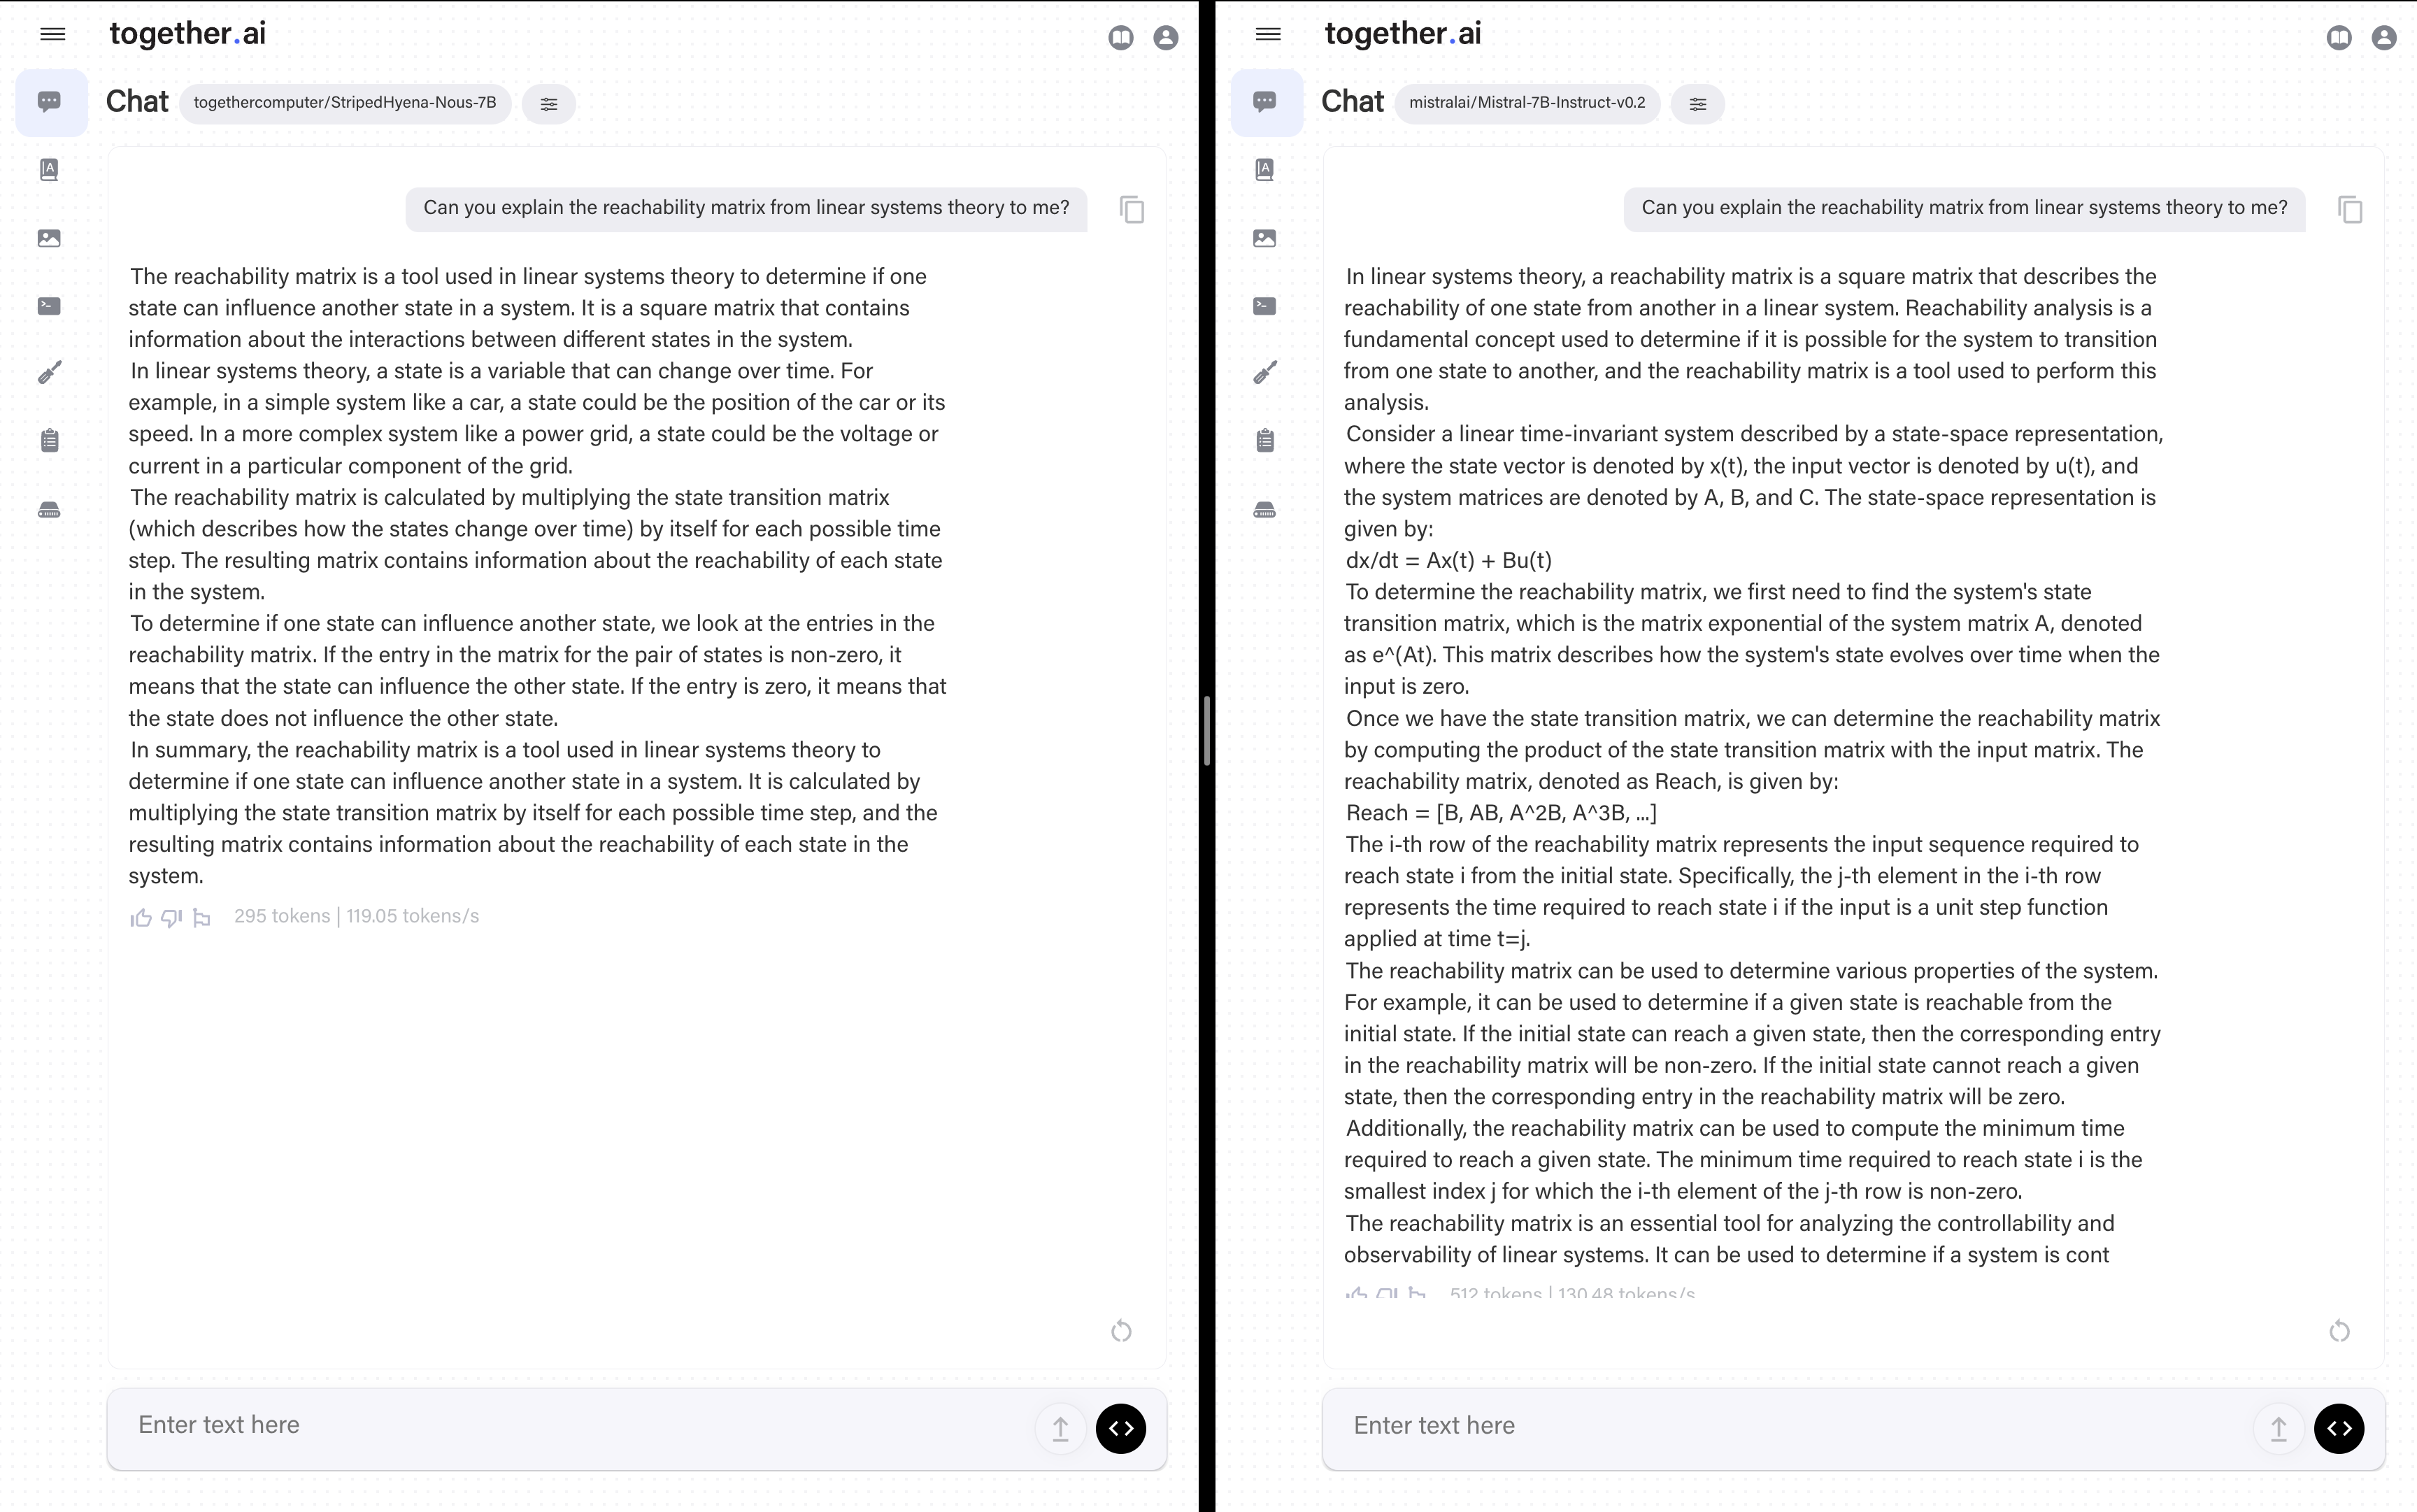 together.ai
Chat
togethercomputer/StripedHyena-Nous-7B
Can you explain the reachability matrix from linear systems theory to me?
The reachability matrix is a tool used in linear systems theory to determine if one
state can influence another state in a system. It is a square matrix that contains
information about the interactions between different states in the system.
In linear systems theory, a state is a variable that can change over time. For
example, in a simple system like a car, a state could be the position of the car or its
speed. In a more complex system like a power grid, a state could be the voltage or
current in a particular component of the grid.
The reachability matrix is calculated by multiplying the state transition matrix
(which describes how the states change over time) by itself for each possible time
step. The resulting matrix contains information about the reachability of each state
in the system.
To determine if one state can influence another state, we look at the entries in the
reachability matrix. If the entry in the matrix for the pair of states is non-zero, it
means that the state can influence the other state. If the entry is zero, it means that
the state does not influence the other state.
In summary, the reachability matrix is a tool used in linear systems theory to
determine if one state can influence another state in a system. It is calculated by
multiplying the state transition matrix by itself for each possible time step, and the
resulting matrix contains information about the reachability of each state in the
system.
295 tokens | 119.05 tokens/s
Enter text here
together.ai
Chat
mistralai/Mistral-7B-Instruct-v0.2
Can you explain the reachability matrix from linear systems theory to me?
In linear systems theory, a reachability matrix is a square matrix that describes the
reachability of one state from another in a linear system. Reachability analysis is a
fundamental concept used to determine if it is possible for the system to transition
from one state to another, and the reachability matrix is a tool used to perform this
analysis.
Consider a linear time-invariant system described by a state-space representation,
where the state vector is denoted by x(t), the input vector is denoted by u(t), and
the system matrices are denoted by A, B, and C. The state-space representation is
given by:
dx/dt = Ax(t) + Bu(t)
To determine the reachability matrix, we first need to find the system's state
transition matrix, which is the matrix exponential of the system matrix A, denoted
as e^(At). This matrix describes how the system's state evolves over time when the
input is zero.
Once we have the state transition matrix, we can determine the reachability matrix
by computing the product of the state transition matrix with the input matrix. The
reachability matrix, denoted as Reach, is given by:
Reach = [B, AB, A^2B, A^3B, ...]
The i-th row of the reachability matrix represents the input sequence required to
reach state i from the initial state. Specifically, the j-th element in the i-th row
represents the time required to reach state i if the input is a unit step function
applied at time t=j.
The reachability matrix can be used to determine various properties of the system.
For example, it can be used to determine if a given state is reachable from the
initial state. If the initial state can reach a given state, then the corresponding entry
in the reachability matrix will be non-zero. If the initial state cannot reach a given
state, then the corresponding entry in the reachability matrix will be zero.
Additionally, the reachability matrix can be used to compute the minimum time
required to reach a given state. The minimum time required to reach state i is the
smallest index j for which the i-th element of the j-th row is non-zero.
The reachability matrix is an essential tool for analyzing the controllability and
observability of linear systems. It can be used to determine if a system is cont
512 tokens | 130.48 tokens/s
Enter text here